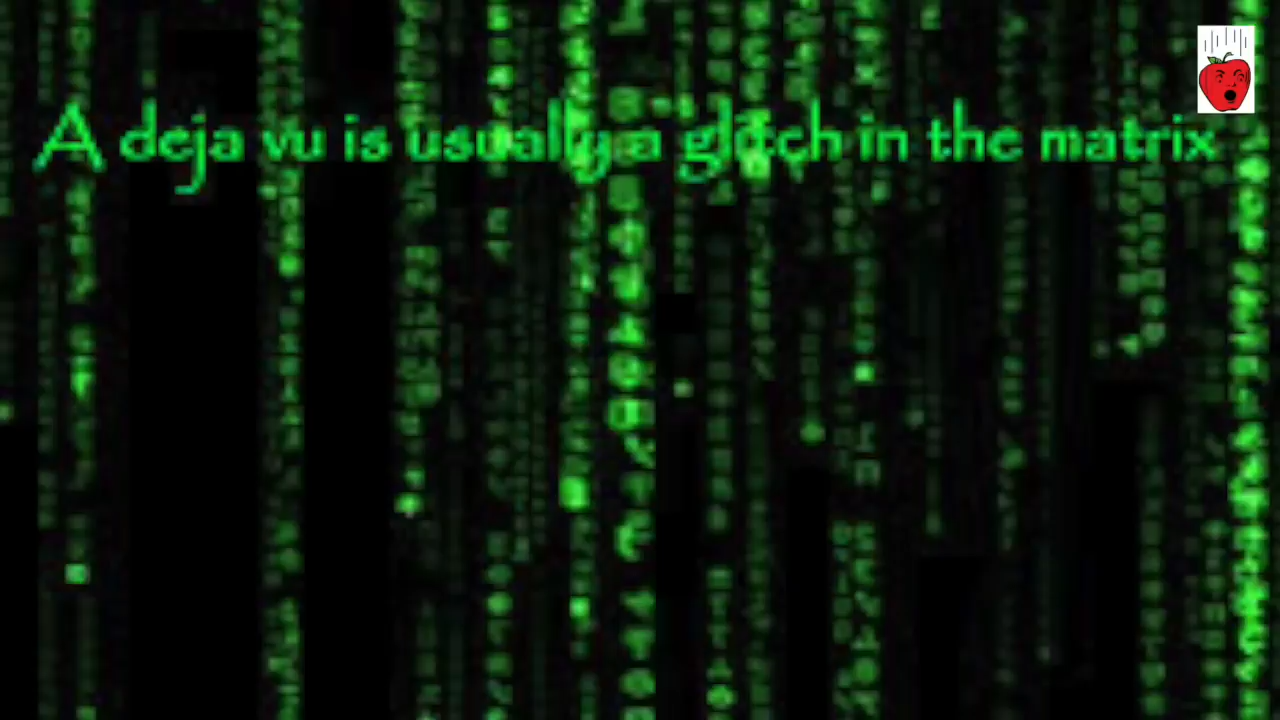 A deja vu is usually a glitch in the matrix